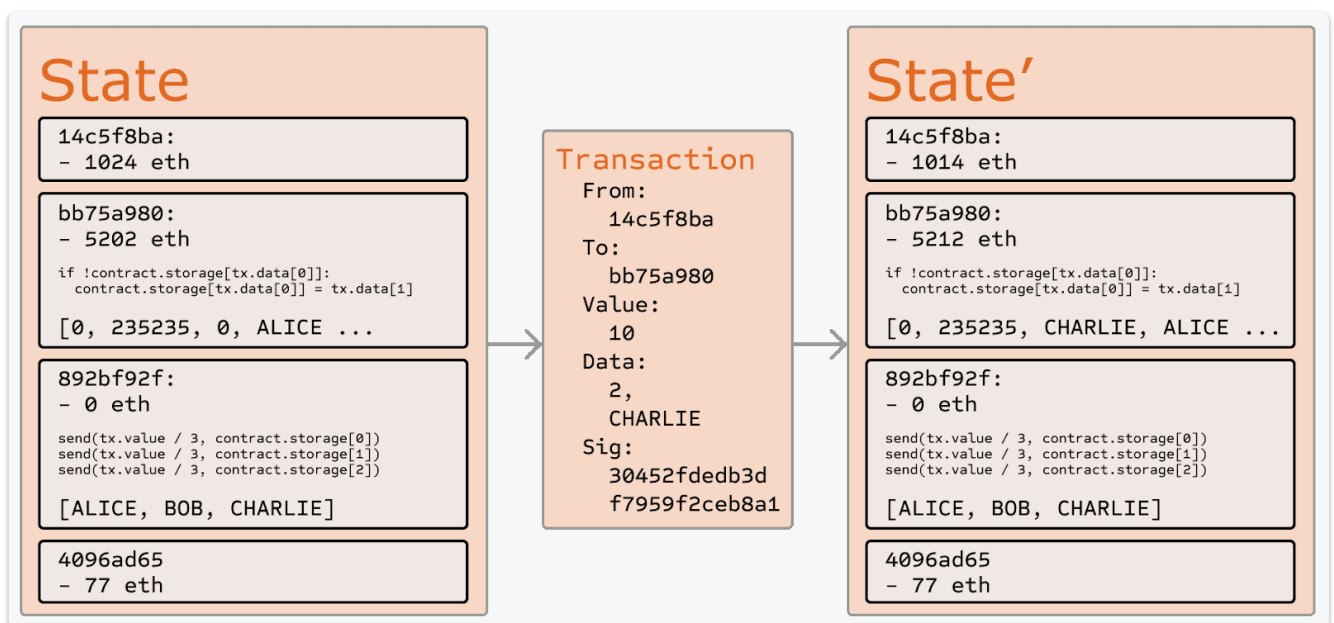 State
14c5f8ba:
- 1024 eth
bb75a980:
- 5202 eth
if !contract.storage[tx.data[0]]:
contract.storage[tx.data[0]] = tx.data[1]
[0, 235235, 0, ALICE ...
892bf92f:
- 0 eth
send(tx.value / 3, contract.storage[0])
send(tx.value / 3, contract.storage[1])
send(tx.value / 3, contract.storage[2])
[ALICE, BOB, CHARLIE]
4096ad65
- 77 eth
Transaction
From:
14c5f8ba
To:
bb75a980
Value:
10
Data:
2,
CHARLIE
Sig:
30452fdedb3d
f7959f2ceb8a1
State’
14c5f8ba:
- 1014 eth
bb75a980:
- 5212 eth
if !contract.storage[tx.data[0]]:
contract.storage[tx.data[0]] = tx.data[1]
[0, 235235, CHARLIE, ALICE ...
892bf92f:
- 0 eth
send(tx.value / 3, contract.storage[0])
send(tx.value / 3, contract.storage[1])
send(tx.value / 3, contract.storage[2])
[ALICE, BOB, CHARLIE]
4096ad65
- 77 eth